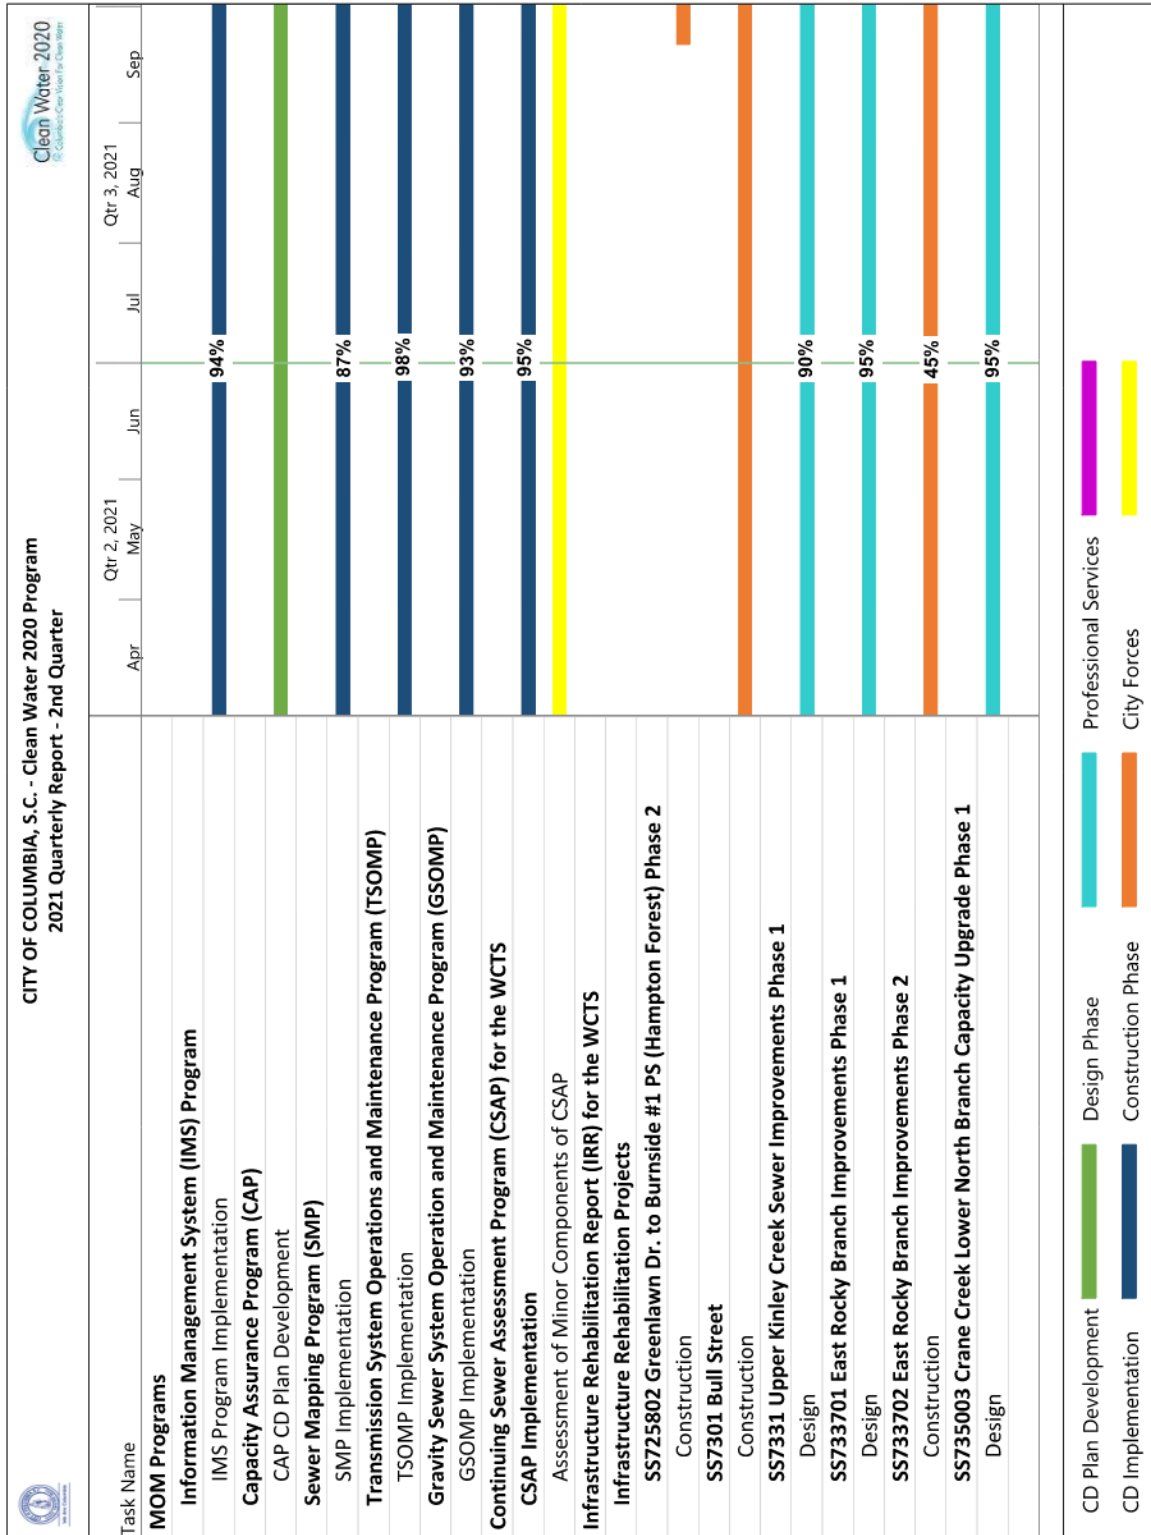 CITY OF COLUMBIA, S.C. - Clean Water 2020 Program
2021 Quarterly Report - 2nd Quarter
Clean Water 2020
Columbia's Clear Vision For Clean Water
Task Name
Qtr 2, 2021
Qtr 3, 2021
Apr
May
Jun
Jul
Aug
Sep
MOM Programs
Information Management System (IMS) Program
IMS Program Implementation
94%
Capacity Assurance Program (CAP)
CAP CD Plan Development
Sewer Mapping Program (SMP)
SMP Implementation
87%
Transmission System Operations and Maintenance Program (TSOMP)
TSOMP Implementation
98%
Gravity Sewer System Operation and Maintenance Program (GSOMP)
GSOMP Implementation
93%
Continuing Sewer Assessment Program (CSAP) for the WCTS
CSAP Implementation
95%
Assessment of Minor Components of CSAP
Infrastructure Rehabilitation Report (IRR) for the WCTS
Infrastructure Rehabilitation Projects
SS725802 Greenlawn Dr. to Burnside #1 PS (Hampton Forest) Phase 2
Construction
SS7301 Bull Street
Construction
SS7331 Upper Kinley Creek Sewer Improvements Phase 1
Design
90%
SS733701 East Rocky Branch Improvements Phase 1
Design
95%
SS733702 East Rocky Branch Improvements Phase 2
Construction
45%
SS735003 Crane Creek Lower North Branch Capacity Upgrade Phase 1
Design
95%
CD Plan Development
Design Phase
Professional Services
CD Implementation
Construction Phase
City Forces